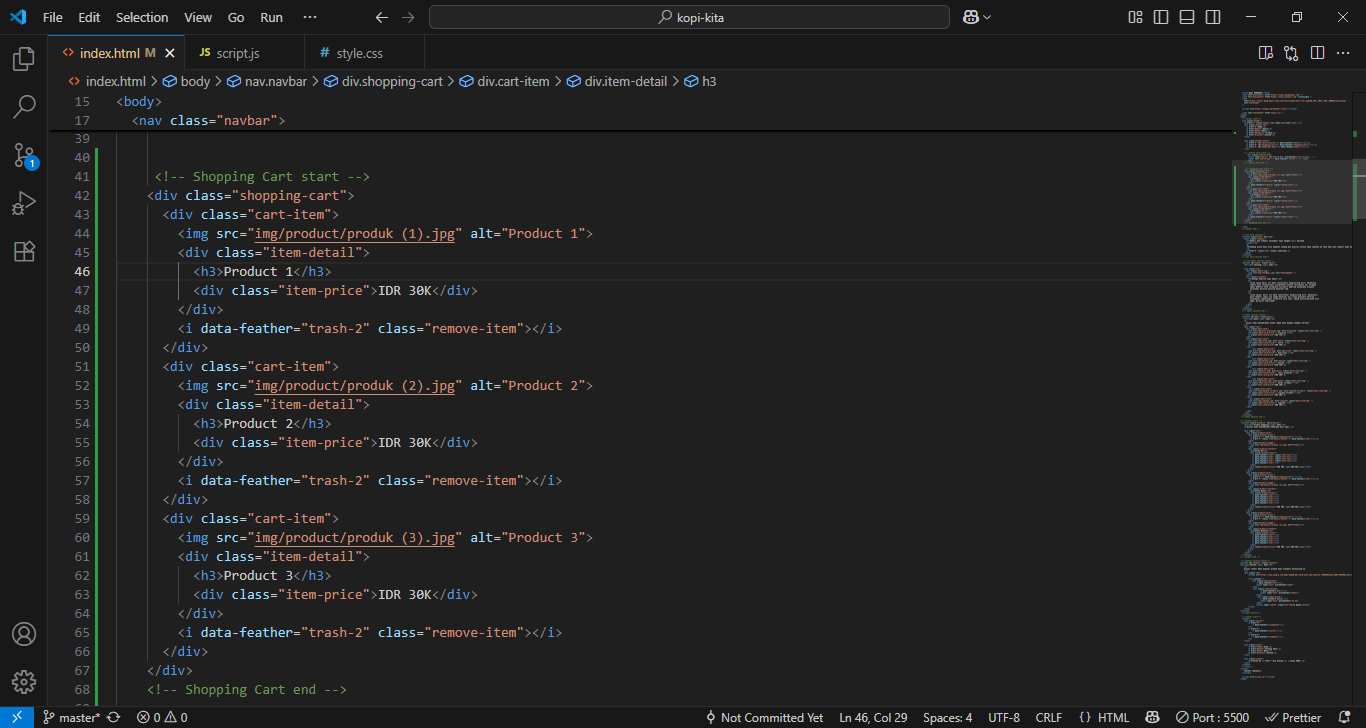 File Edit Selection View Go Run ··· kopi-kita
index.html M script.js style.css
index.html > body > nav.navbar > div.shopping-cart > div.cart-item > div.item-detail > h3
15 <body>
17 <nav class="navbar">
39
40
41 <!-- Shopping Cart start -->
42 <div class="shopping-cart">
43 <div class="cart-item">
44 <img src="img/product/produk (1).jpg" alt="Product 1">
45 <div class="item-detail">
46 <h3>Product 1</h3>
47 <div class="item-price">IDR 30K</div>
48 </div>
49 <i data-feather="trash-2" class="remove-item"></i>
50 </div>
51 <div class="cart-item">
52 <img src="img/product/produk (2).jpg" alt="Product 2">
53 <div class="item-detail">
54 <h3>Product 2</h3>
55 <div class="item-price">IDR 30K</div>
56 </div>
57 <i data-feather="trash-2" class="remove-item"></i>
58 </div>
59 <div class="cart-item">
60 <img src="img/product/produk (3).jpg" alt="Product 3">
61 <div class="item-detail">
62 <h3>Product 3</h3>
63 <div class="item-price">IDR 30K</div>
64 </div>
65 <i data-feather="trash-2" class="remove-item"></i>
66 </div>
67 </div>
68 <!-- Shopping Cart end -->
1
master* 0 0 Not Committed Yet Ln 46, Col 29 Spaces: 4 UTF-8 CRLF {} HTML Port : 5500 Prettier